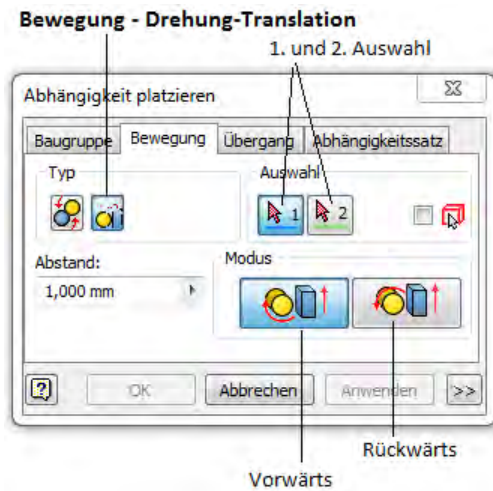 Bewegung - Drehung-Translation
1. und 2. Auswahl
Abhängigkeit platzieren
Baugruppe Bewegung Übergang Abhängigkeitssatz
Typ Auswahl
1 2
Abstand: Modus
1,000 mm
? OK Abbrechen Anwenden >>
Rückwärts
Vorwärts